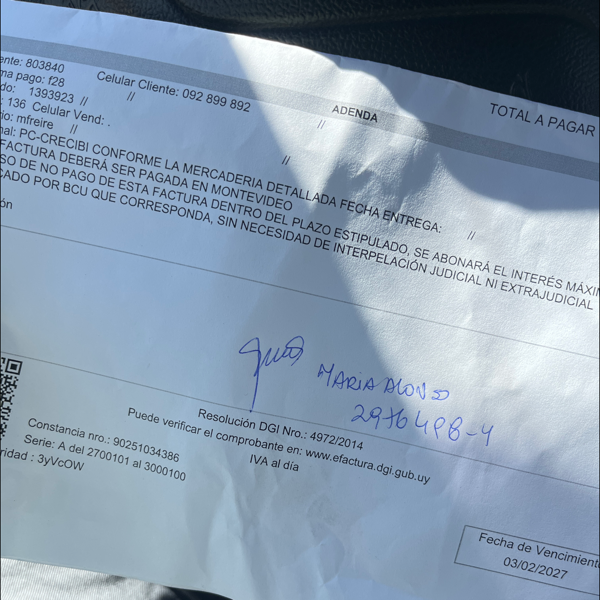 ente: 803840
ma pago: f28
Celular Cliente: 092 899 892
ADENDA
TOTAL A PAGAR
do: 1393923 // //
: 136 Celular Vend: . //
io: mfreire //
nal: PC-CRECIBI CONFORME LA MERCADERIA DETALLADA FECHA ENTREGA: //
FACTURA DEBERÁ SER PAGADA EN MONTEVIDEO //
SO DE NO PAGO DE ESTA FACTURA DENTRO DEL PLAZO ESTIPULADO, SE ABONARÁ EL INTERÉS MÁXIM
CADO POR BCU QUE CORRESPONDA, SIN NECESIDAD DE INTERPELACIÓN JUDICIAL NI EXTRAJUDICIAL
ón
MARIA ALONSO
Resolución DGI Nro.: 4972/2014
Puede verificar el comprobante en: www.efactura.dgi.gub.uy
IVA al día
Constancia nro.: 90251034386
Serie: A del 2700101 al 3000100
ridad : 3yVcOW
Fecha de Vencimiento
03/02/2027